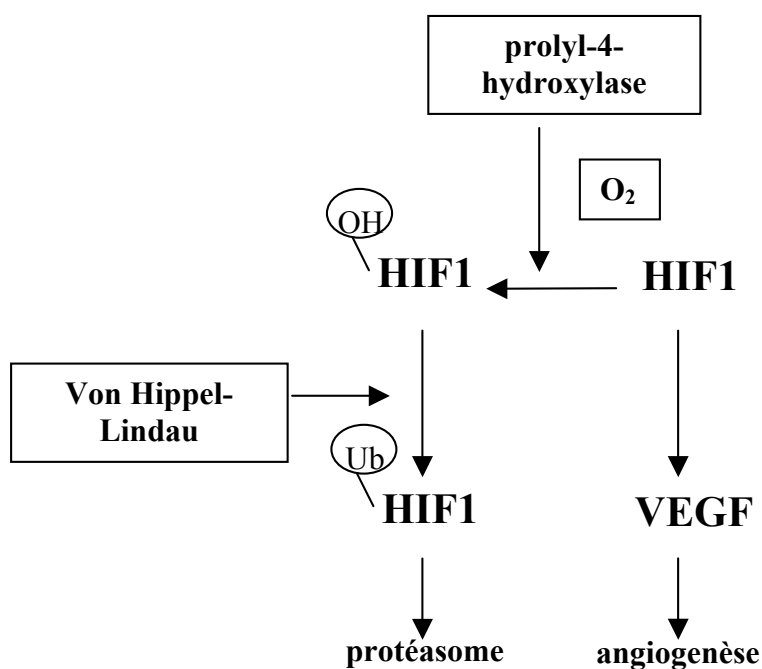 prolyl-4-
hydroxylase
O₂
OH
HIF1
HIF1
Von Hippel-
Lindau
Ub
HIF1
VEGF
protéasome
angiogenèse